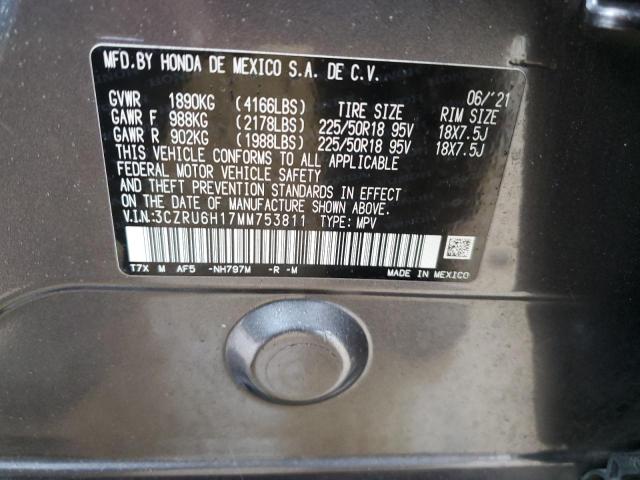 MFD.BY HONDA DE MEXICO S.A. DE C.V.
06/'21
GVWR 1890KG (4166LBS) TIRE SIZE RIM SIZE
GAWR F 988KG (2178LBS) 225/50R18 95V 18X7.5J
GAWR R 902KG (1988LBS) 225/50R18 95V 18X7.5J
THIS VEHICLE CONFORMS TO ALL APPLICABLE
FEDERAL MOTOR VEHICLE SAFETY
AND THEFT PREVENTION STANDARDS IN EFFECT
ON THE DATE OF MANUFACTURE SHOWN ABOVE.
V.I.N.:3CZRU6H17MM753811 TYPE: MPV
T7X M AF5 -NH797M -R -M
MADE IN MEXICO